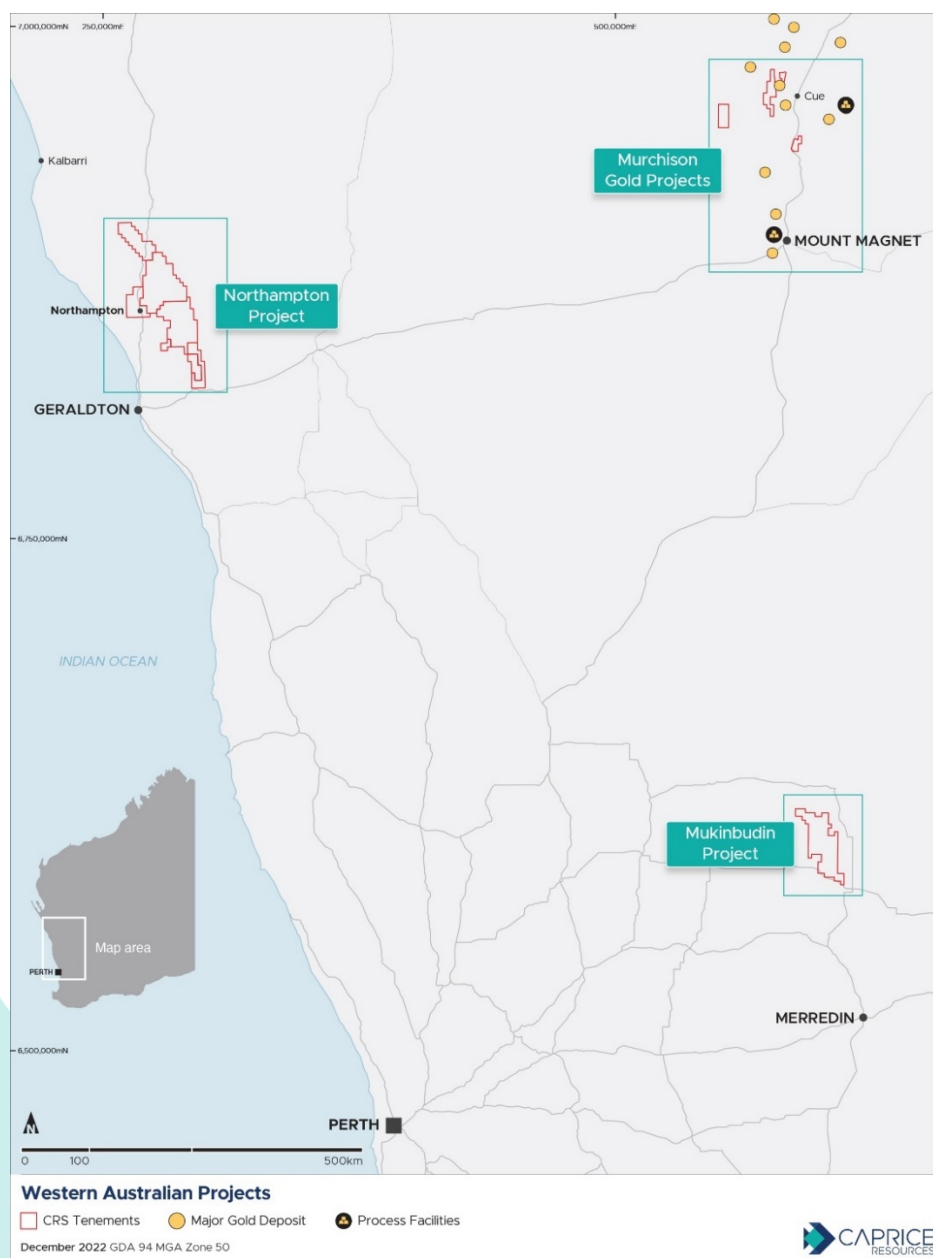 7,000,000mN
250,000mE
500,000mE
Cue
Kalbarri
Murchison
Gold Projects
MOUNT MAGNET
Northampton
Project
Northampton
GERALDTON
6,750,000mN
INDIAN OCEAN
Mukinbudin
Project
Map area
PERTH
MERREDIN
6,500,000mN
N
PERTH
0 100 500km
Western Australian Projects
CRS Tenements Major Gold Deposit Process Facilities
December 2022 GDA 94 MGA Zone 50
CAPRICE
RESOURCES